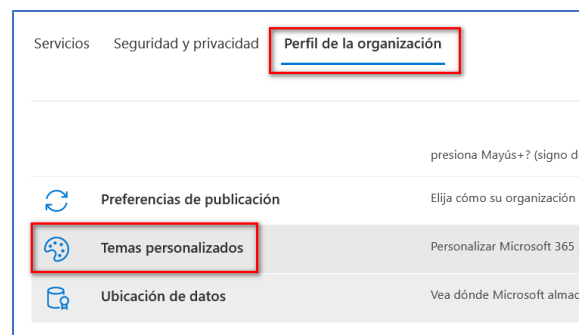 Servicios Seguridad y privacidad Perfil de la organización
presiona Mayús+? (signo d
Preferencias de publicación Elija cómo su organización
Temas personalizados Personalizar Microsoft 365
Ubicación de datos Vea dónde Microsoft almac